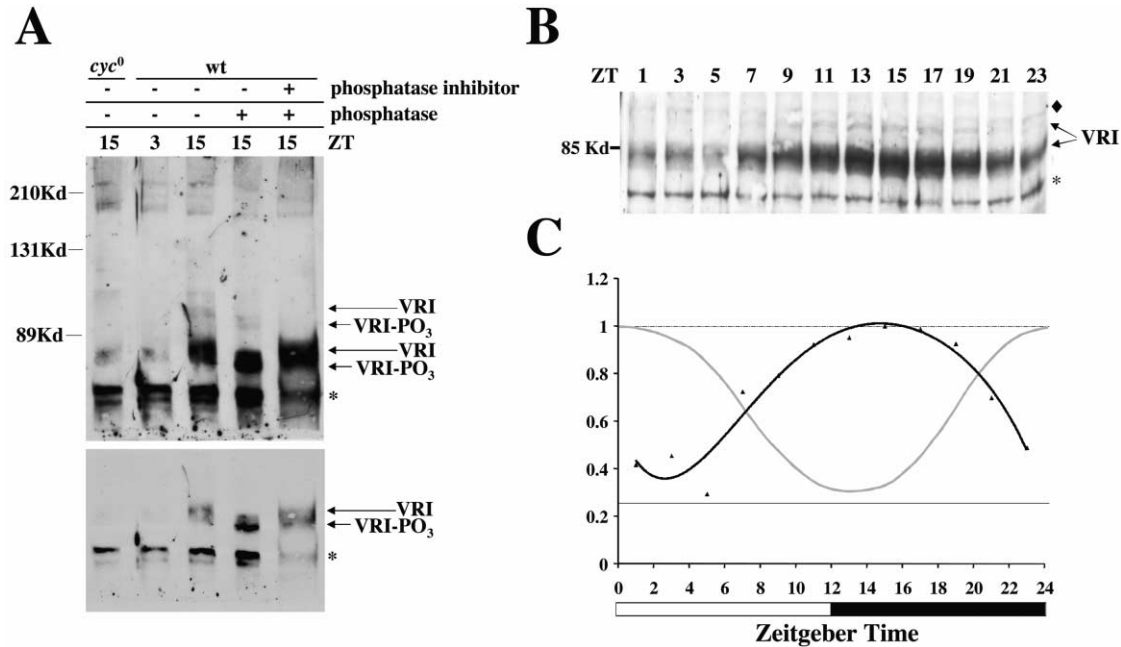 A
cyc⁰ wt
- - - - + phosphatase inhibitor
- - - + + phosphatase
15 3 15 15 15 ZT
210Kd
131Kd
89Kd
VRI
VRI-PO₃
VRI
VRI-PO₃
*
VRI
VRI-PO₃
*
B
ZT 1 3 5 7 9 11 13 15 17 19 21 23
85 Kd
◆
VRI
*
C
1.2
1
0.8
0.6
0.4
0.2
0
0 2 4 6 8 10 12 14 16 18 20 22 24
Zeitgeber Time